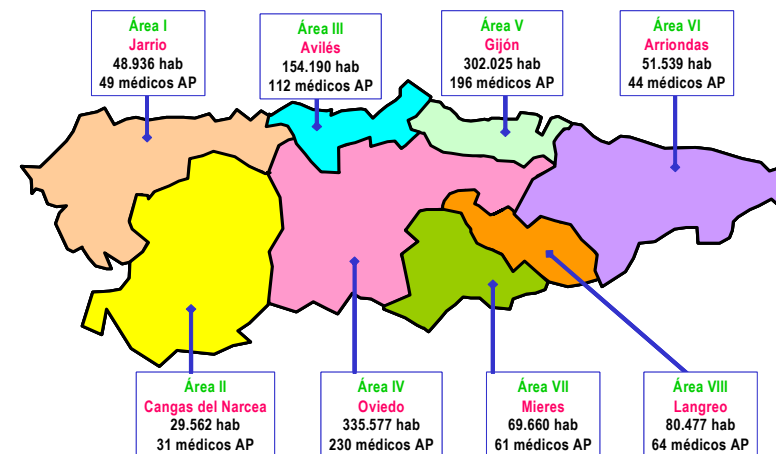 Área I
Jarrio
48.936 hab
49 médicos AP
Área III
Avilés
154.190 hab
112 médicos AP
Área V
Gijón
302.025 hab
196 médicos AP
Área VI
Arriondas
51.539 hab
44 médicos AP
Área II
Cangas del Narcea
29.562 hab
31 médicos AP
Área IV
Oviedo
335.577 hab
230 médicos AP
Área VII
Mieres
69.660 hab
61 médicos AP
Área VIII
Langreo
80.477 hab
64 médicos AP